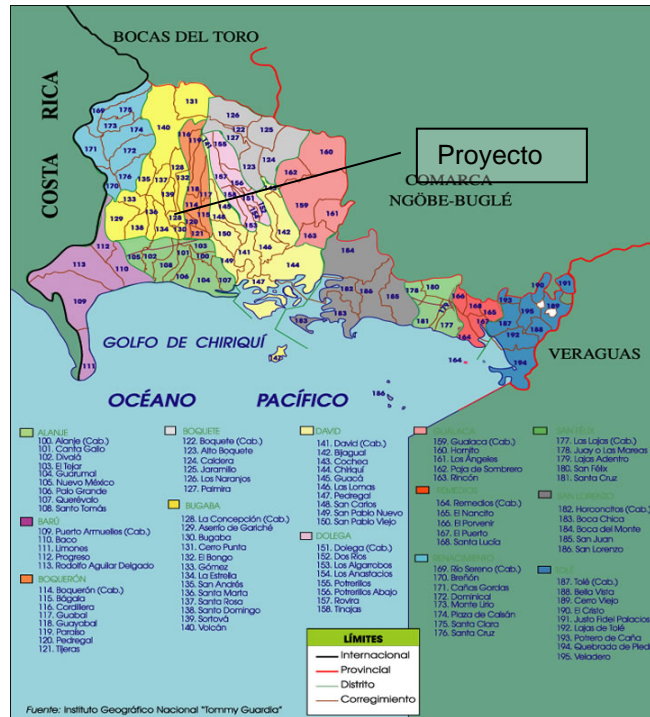 BOCAS DEL TORO
COSTA RICA
Proyecto
COMARCA
NGÖBE-BUGLÉ
VERAGUAS
GOLFO DE CHIRIQUÍ
OCÉANO PACÍFICO
ALANJE
100. Alanje (Cab.)
101. Canta Gallo
102. Divalá
103. El Tejar
104. Guarumal
105. Nuevo México
106. Palo Grande
107. Querévalo
108. Santo Tomás
BARÚ
109. Puerto Armuelles (Cab.)
110. Baco
111. Limones
112. Progreso
113. Rodolfo Aguilar Delgado
BOQUERÓN
114. Boquerón (Cab.)
115. Bágala
116. Cordillera
117. Guabal
118. Guayabal
119. Paraíso
120. Pedregal
121. Tijeras
BOQUETE
122. Boquete (Cab.)
123. Alto Boquete
124. Caldera
125. Jaramillo
126. Los Naranjos
127. Palmira
BUGABA
128. La Concepción (Cab.)
129. Aserrío de Gariché
130. Bugaba
131. Cerro Punta
132. El Bongo
133. Gómez
134. La Estrella
135. San Andrés
136. Santa Marta
137. Santa Rosa
138. Santo Domingo
139. Sortová
140. Volcán
DAVID
141. David (Cab.)
142. Bijagual
143. Cochea
144. Chiriquí
145. Guacá
146. Las Lomas
147. Pedregal
148. San Carlos
149. San Pablo Nuevo
150. San Pablo Viejo
DOLEGA
151. Dolega (Cab.)
152. Dos Ríos
153. Los Algarrobos
154. Los Anastacios
155. Potrerillos
156. Potrerillos Abajo
157. Rovira
158. Tinajas
GUALACA
159. Gualaca (Cab.)
160. Hornito
161. Los Ángeles
162. Paja de Sombrero
163. Rincón
REMEDIOS
164. Remedios (Cab.)
165. El Nancito
166. El Porvenir
167. El Puerto
168. Santa Lucía
RENACIMIENTO
169. Río Sereno (Cab.)
170. Breñón
171. Cañas Gordas
172. Dominical
173. Monte Lirio
174. Plaza de Caisán
175. Santa Clara
176. Santa Cruz
SAN FÉLIX
177. Las Lajas (Cab.)
178. Juay o Las Mareas
179. Lajas Adentro
180. San Félix
181. Santa Cruz
SAN LORENZO
182. Horconcitos (Cab.)
183. Boca Chica
184. Boca del Monte
185. San Juan
186. San Lorenzo
TOLÉ
187. Tolé (Cab.)
188. Bella Vista
189. Cerro Viejo
190. El Cristo
191. Justo Fidel Palacios
192. Lajas de Tolé
193. Potrero de Caña
194. Quebrada de Pied
195. Veladero
LÍMITES
Internacional
Provincial
Distrito
Corregimiento
Fuente: Instituto Geográfico Nacional "Tommy Guardia"